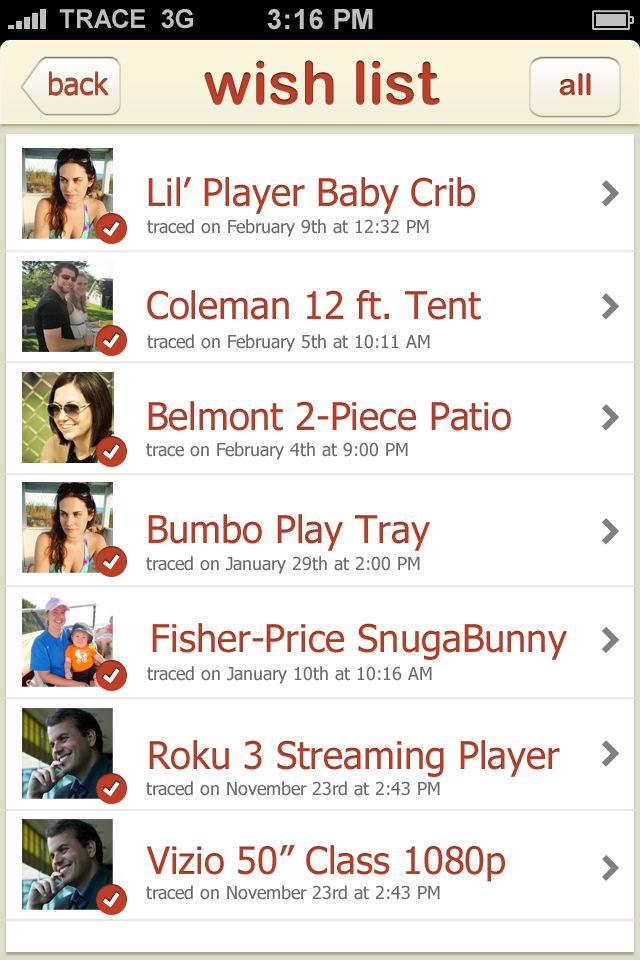 TRACE 3G 3:16 PM
back wish list all
Lil’ Player Baby Crib
traced on February 9th at 12:32 PM
Coleman 12 ft. Tent
traced on February 5th at 10:11 AM
Belmont 2-Piece Patio
trace on February 4th at 9:00 PM
Bumbo Play Tray
traced on January 29th at 2:00 PM
Fisher-Price SnugaBunny
traced on January 10th at 10:16 AM
Roku 3 Streaming Player
traced on November 23rd at 2:43 PM
Vizio 50” Class 1080p
traced on November 23rd at 2:43 PM